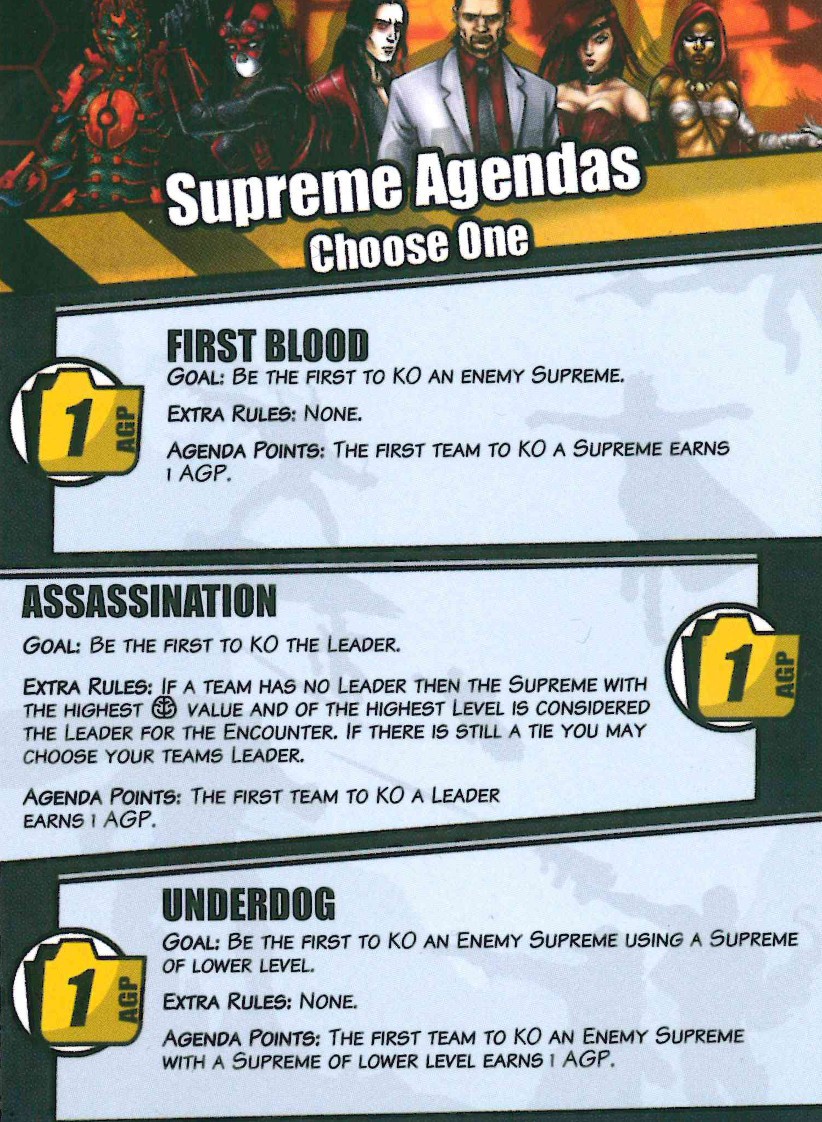 Supreme Agendas
Choose One
FIRST BLOOD
GOAL: BE THE FIRST TO KO AN ENEMY SUPREME.
EXTRA RULES: NONE.
AGENDA POINTS: THE FIRST TEAM TO KO A SUPREME EARNS
1 AGP.
1 AGP
ASSASSINATION
GOAL: BE THE FIRST TO KO THE LEADER.
EXTRA RULES: IF A TEAM HAS NO LEADER THEN THE SUPREME WITH
THE HIGHEST VALUE AND OF THE HIGHEST LEVEL IS CONSIDERED
THE LEADER FOR THE ENCOUNTER. IF THERE IS STILL A TIE YOU MAY
CHOOSE YOUR TEAMS LEADER.
AGENDA POINTS: THE FIRST TEAM TO KO A LEADER
EARNS 1 AGP.
1 AGP
UNDERDOG
GOAL: BE THE FIRST TO KO AN ENEMY SUPREME USING A SUPREME
OF LOWER LEVEL.
EXTRA RULES: NONE.
AGENDA POINTS: THE FIRST TEAM TO KO AN ENEMY SUPREME
WITH A SUPREME OF LOWER LEVEL EARNS 1 AGP.
1 AGP